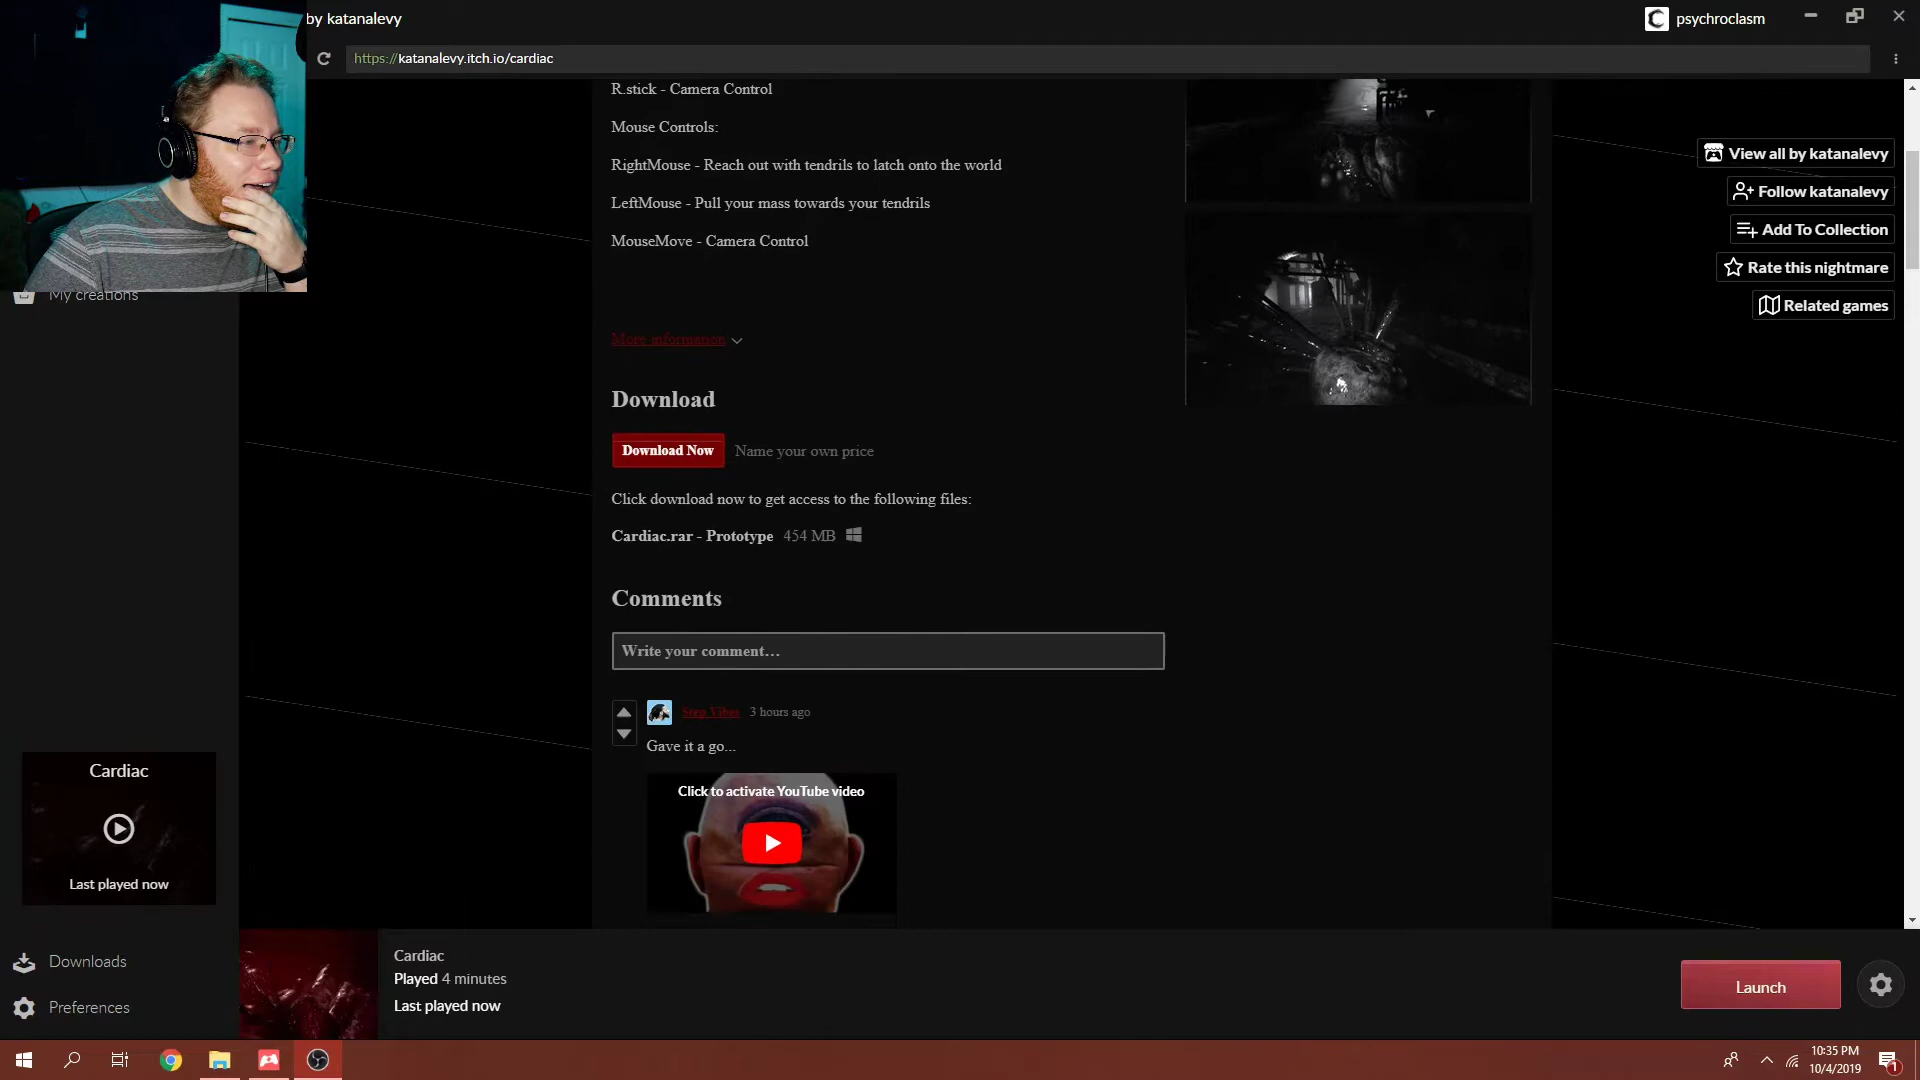 by katanalevy
psychroclasm
https://katanalevy.itch.io/cardiac
R.stick - Camera Control
Mouse Controls:
RightMouse - Reach out with tendrils to latch onto the world
LeftMouse - Pull your mass towards your tendrils
MouseMove - Camera Control
View all by katanalevy
Follow katanalevy
Add To Collection
Rate this nightmare
Related games
My creations
More information
Download
Download Now Name your own price
Click download now to get access to the following files:
Cardiac.rar - Prototype 454 MB
Comments
Write your comment…
Step Vibes 3 hours ago
Gave it a go...
Click to activate YouTube video
Cardiac
Last played now
Downloads
Preferences
Cardiac
Played 4 minutes
Last played now
Launch
10:35 PM
10/4/2019
1